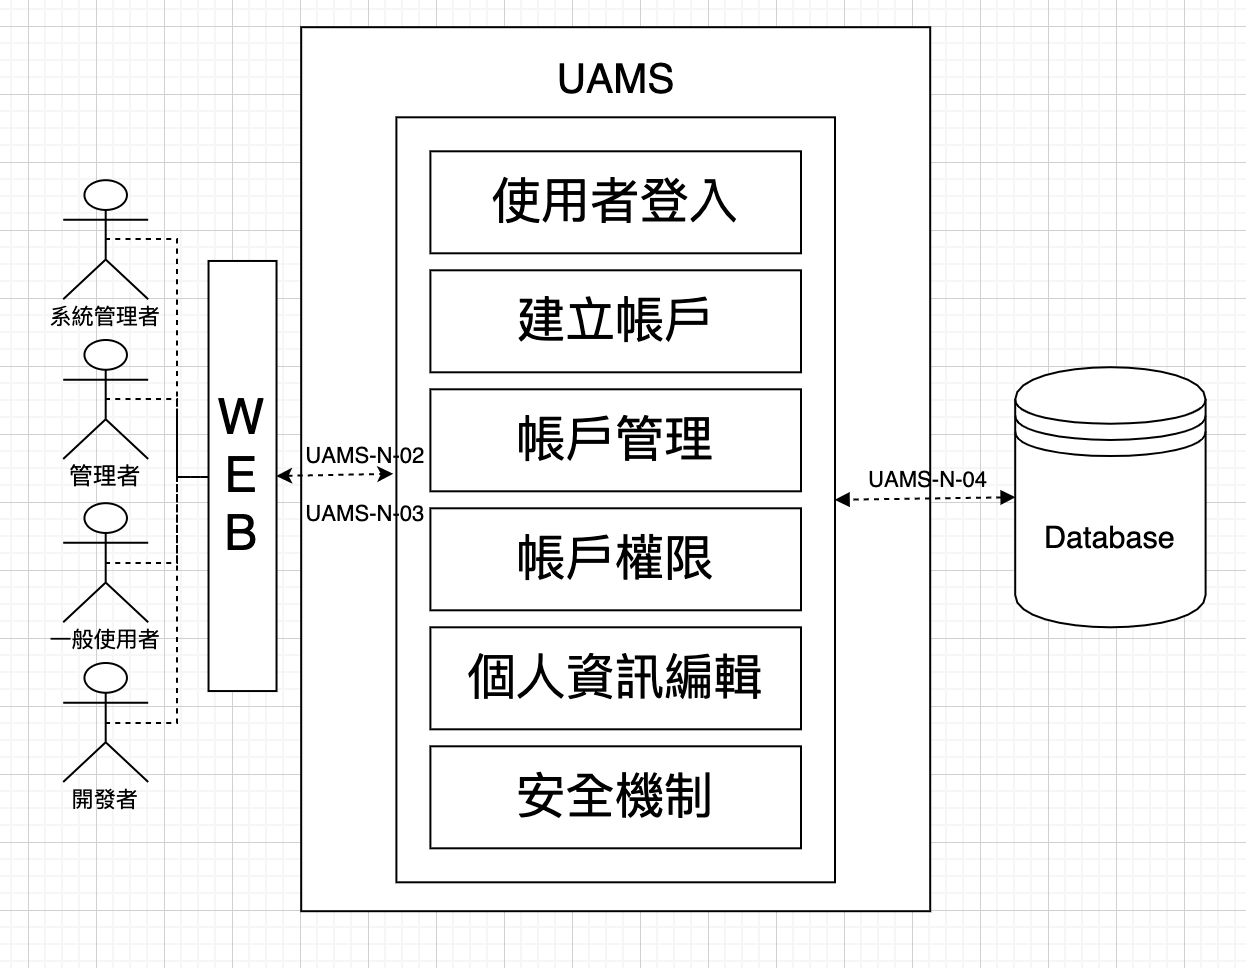 UAMS
使用者登入
建立帳戶
帳戶管理
帳戶權限
個人資訊編輯
安全機制
系統管理者
管理者
一般使用者
開發者
W
E
B
UAMS-N-02
UAMS-N-03
UAMS-N-04
Database